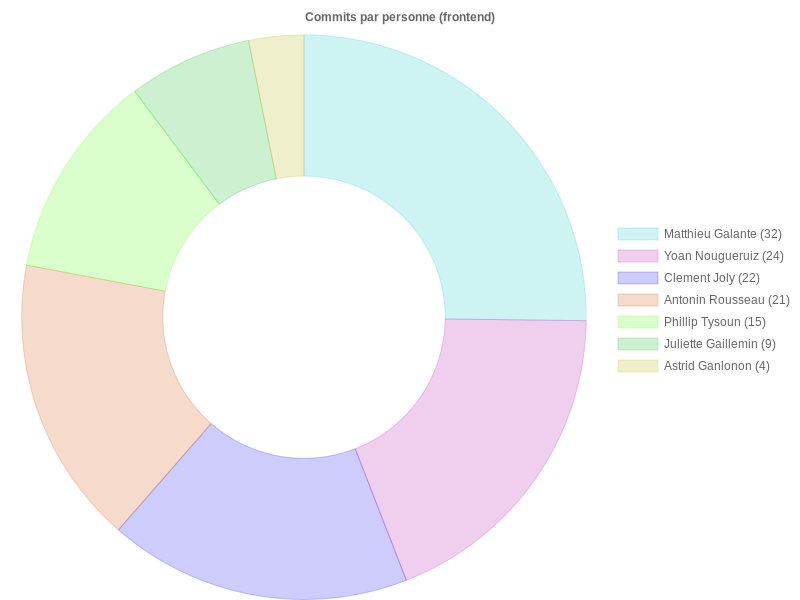 Commits par personne (frontend)
Matthieu Galante (32)
Yoan Nougueruiz (24)
Clement Joly (22)
Antonin Rousseau (21)
Phillip Tysoun (15)
Juliette Gaillemin (9)
Astrid Ganlonon (4)